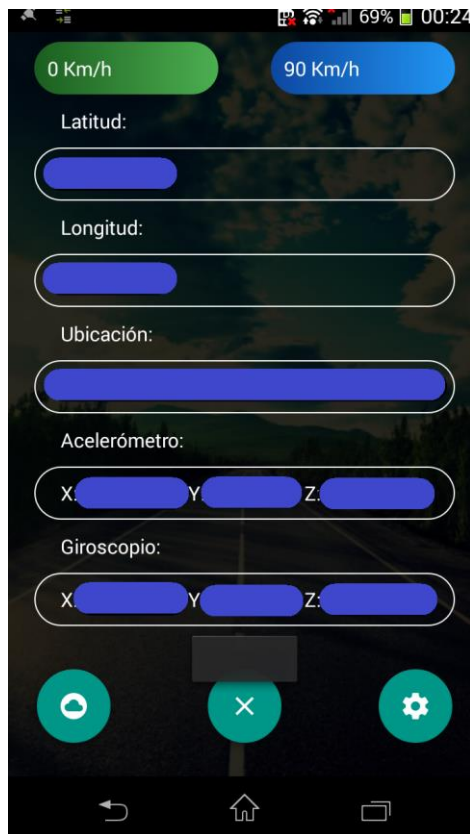 69% 00:24
0 Km/h 90 Km/h
Latitud:
Longitud:
Ubicación:
Acelerómetro:
X: Y Z:
Giroscopio:
X: Y Z: